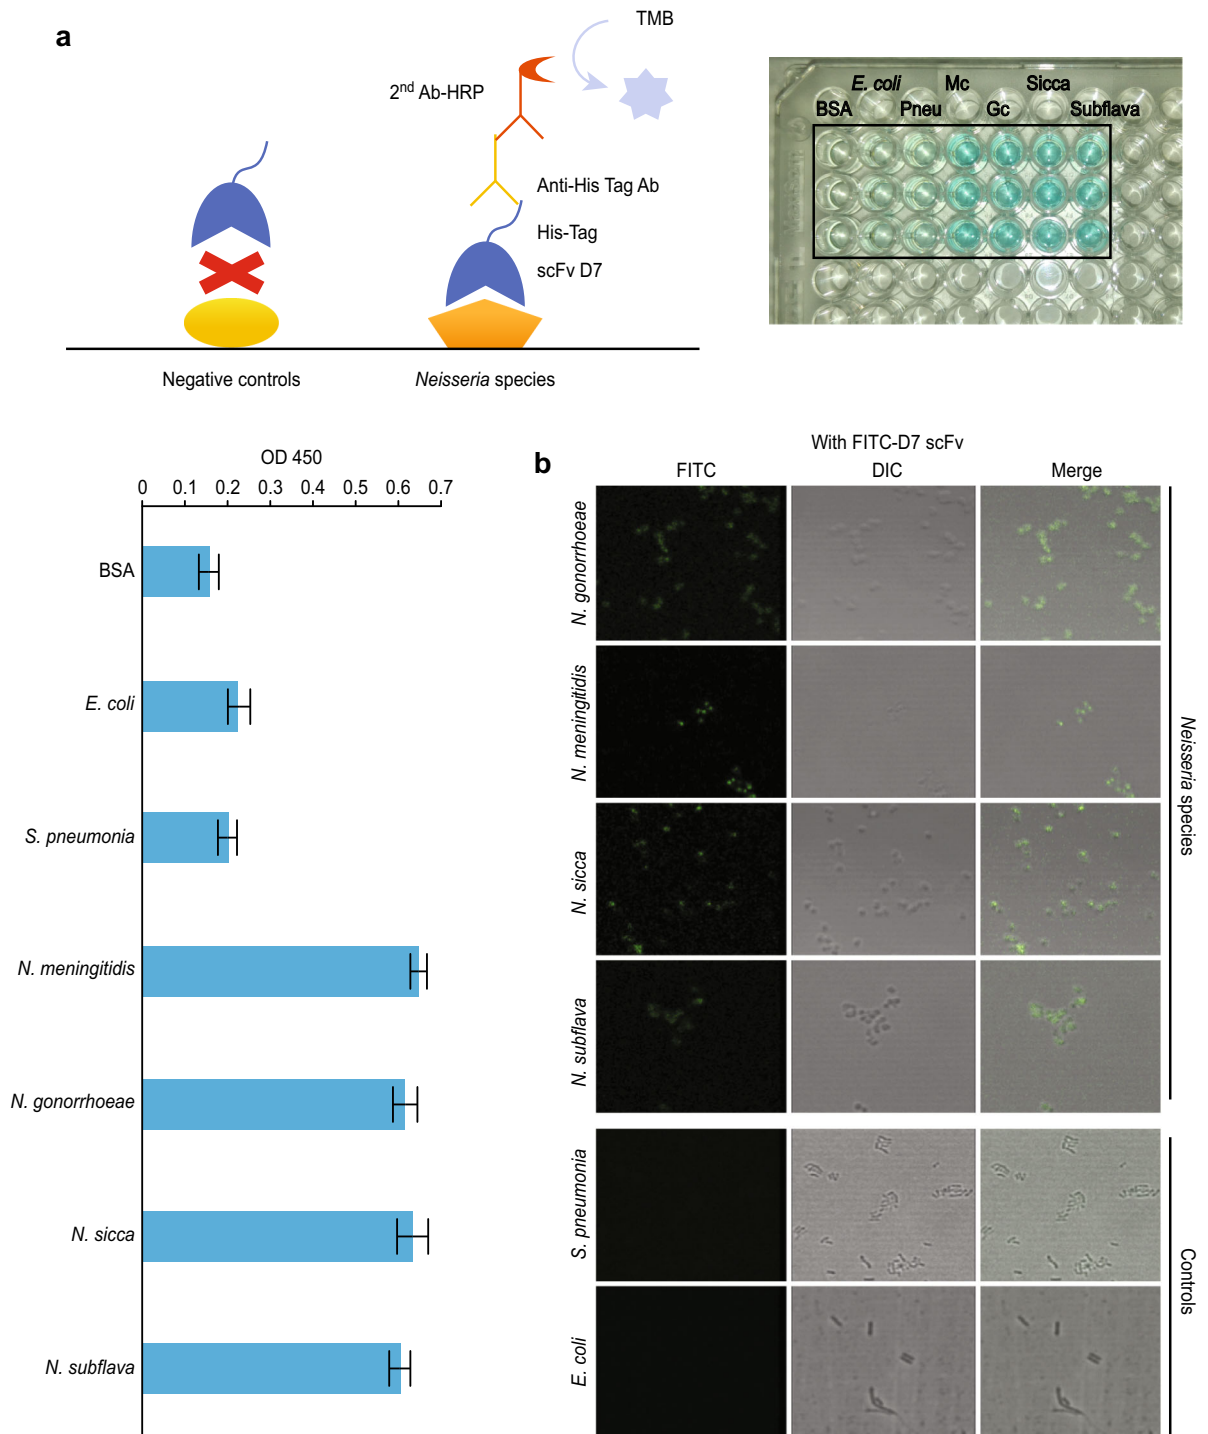 a
TMB
2nd Ab-HRP
Anti-His Tag Ab
His-Tag
scFv D7
Negative controls
Neisseria species
E. coli Mc Sicca
BSA Pneu Gc Subflava
OD 450
0 0.1 0.2 0.3 0.4 0.5 0.6 0.7
BSA
E. coli
S. pneumonia
N. meningitidis
N. gonorrhoeae
N. sicca
N. subflava
b
With FITC-D7 scFv
FITC DIC Merge
N. gonorrhoeae
N. meningitidis
N. sicca
N. subflava
Neisseria species
S. pneumonia
E. coli
Controls